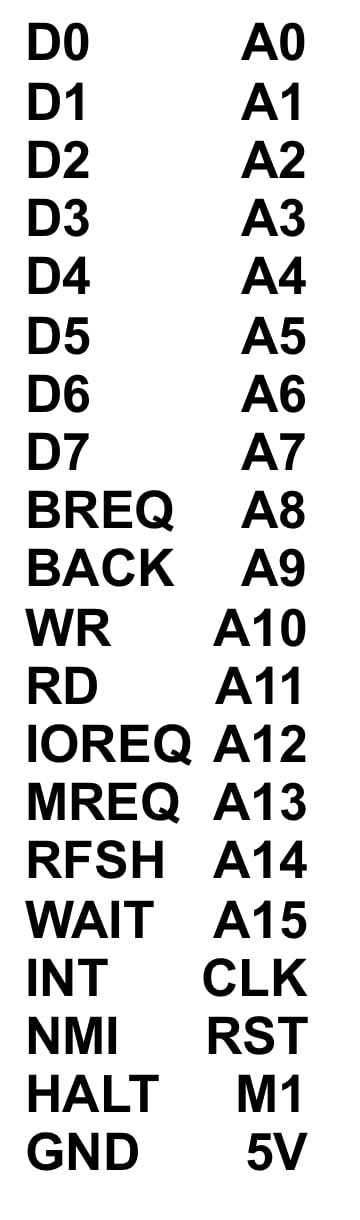 D0 A0
D1 A1
D2 A2
D3 A3
D4 A4
D5 A5
D6 A6
D7 A7
BREQ A8
BACK A9
WR A10
RD A11
IOREQ A12
MREQ A13
RFSH A14
WAIT A15
INT CLK
NMI RST
HALT M1
GND 5V